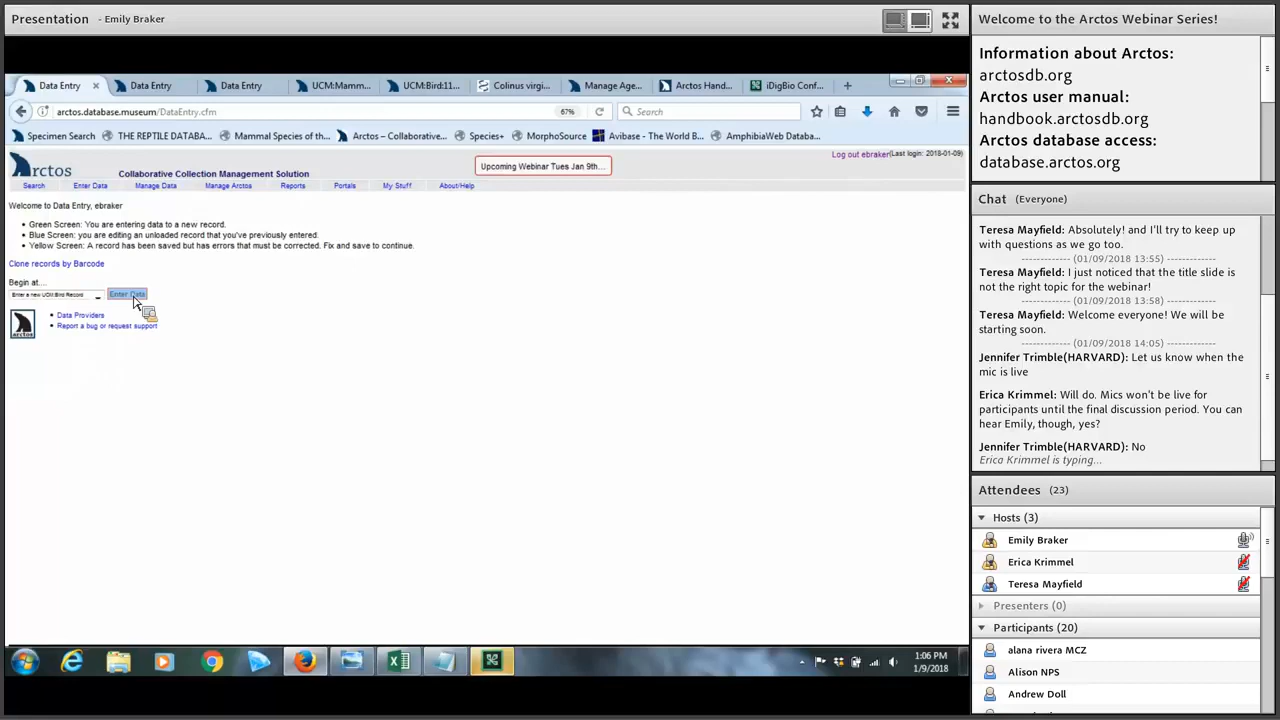 Presentation - Emily Braker
Data Entry
Data Entry
Data Entry
UCM:Mamm...
UCM:Bird:11...
Colinus virgi...
Manage Age...
Arctos Hand...
iDigBio Conf...
arctos.database.museum/DataEntry.cfm
67%
Search
Specimen Search
THE REPTILE DATABA...
Mammal Species of th...
Arctos – Collaborative...
Species+
MorphoSource
Avibase - The World B...
AmphibiaWeb Databa...
Arctos
Collaborative Collection Management Solution
Upcoming Webinar Tues Jan 9th...
Log out ebraker(Last login: 2018-01-09)
Search Enter Data Manage Data Manage Arctos Reports Portals My Stuff About/Help
Welcome to Data Entry, ebraker
• Green Screen: You are entering data to a new record.
• Blue Screen: you are editing an unloaded record that you've previously entered.
• Yellow Screen: A record has been saved but has errors that must be corrected. Fix and save to continue.
Clone records by Barcode
Begin at....
Enter a new UCM:Bird Record
Enter Data
arctos
• Data Providers
• Report a bug or request support
1:06 PM
1/9/2018
Welcome to the Arctos Webinar Series!
Information about Arctos:
arctosdb.org
Arctos user manual:
handbook.arctosdb.org
Arctos database access:
database.arctos.org
Chat (Everyone)
Teresa Mayfield: Absolutely! and I'll try to keep up
with questions as we go too.
------------- (01/09/2018 13:55) -------------
Teresa Mayfield: I just noticed that the title slide is
not the right topic for the webinar!
------------- (01/09/2018 13:58) -------------
Teresa Mayfield: Welcome everyone! We will be
starting soon.
------------- (01/09/2018 14:05) -------------
Jennifer Trimble(HARVARD): Let us know when the
mic is live
Erica Krimmel: Will do. Mics won't be live for
participants until the final discussion period. You can
hear Emily, though, yes?
Jennifer Trimble(HARVARD): No
Erica Krimmel is typing...
Attendees (23)
Hosts (3)
Emily Braker
Erica Krimmel
Teresa Mayfield
Presenters (0)
Participants (20)
alana rivera MCZ
Alison NPS
Andrew Doll